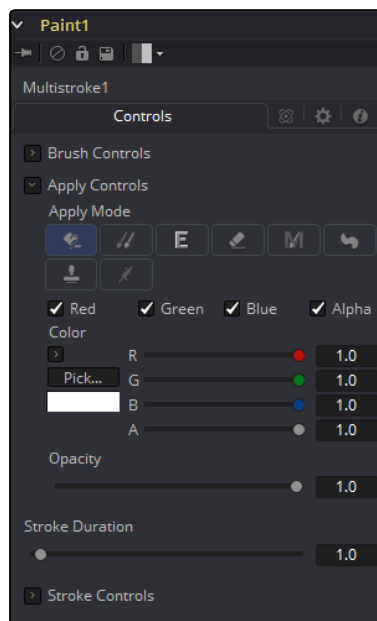 Paint1
Multistroke1
Controls
Brush Controls
Apply Controls
Apply Mode
E M
Red Green Blue Alpha
Color
R 1.0
Pick... G 1.0
B 1.0
A 1.0
Opacity
1.0
Stroke Duration
1.0
Stroke Controls